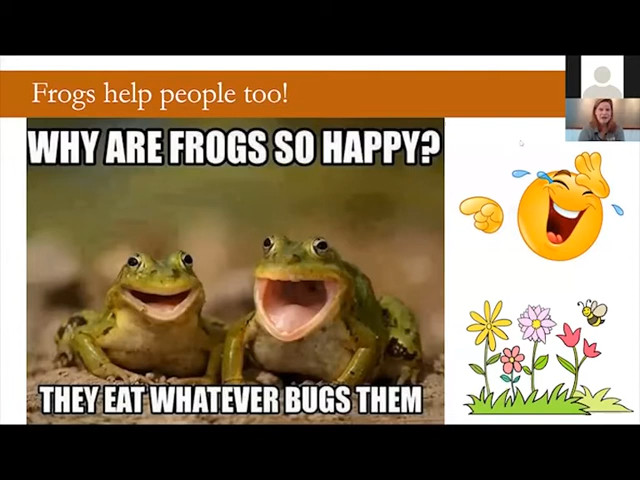 Frogs help people too!
WHY ARE FROGS SO HAPPY?
THEY EAT WHATEVER BUGS THEM